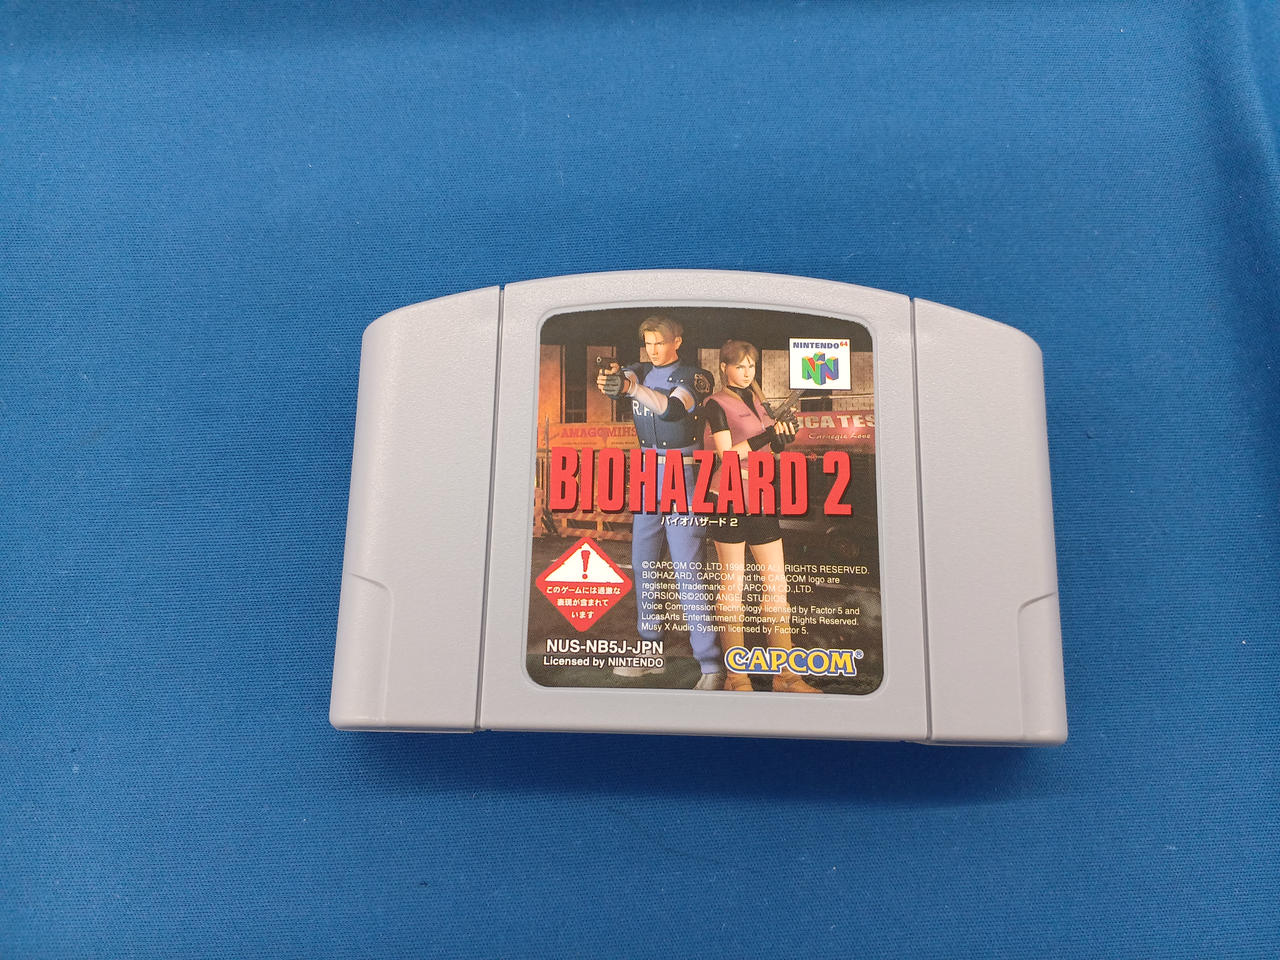 NINTENDO64
R.P.
AMAGOMIHS
CATES
Carnegie Love
BIOHAZARD 2
バイオハザード 2
このゲームには過激な
表現が含まれて
います
©CAPCOM CO.,LTD.1998,2000 ALL RIGHTS RESERVED.
BIOHAZARD, CAPCOM and the CAPCOM logo are
registered trademarks of CAPCOM CO.,LTD.
PORSIONS©2000 ANGEL STUDIOS
Voice Compression Technology licensed by Factor 5 and
LucasArts Entertainment Company. All Rights Reserved.
Musy X Audio System licensed by Factor 5.
NUS-NB5J-JPN
Licensed by NINTENDO
CAPCOM®